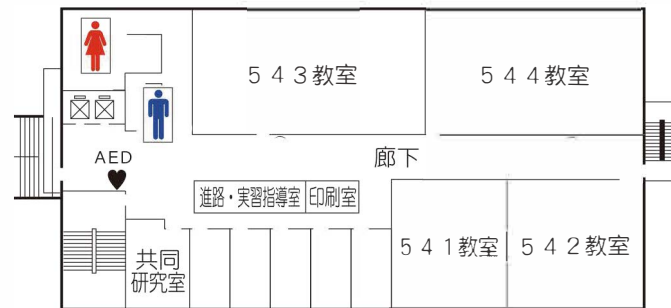 ５４３教室
５４４教室
AED
廊下
進路・実習指導室
印刷室
５４１教室
５４２教室
共同
研究室